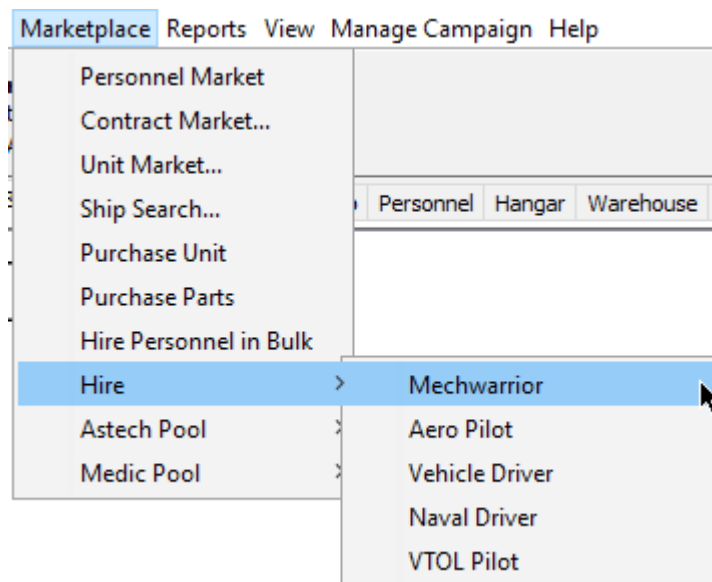 Marketplace Reports View Manage Campaign Help
Personnel Market
Contract Market...
Unit Market...
Ship Search...
Personnel Hangar Warehouse
Purchase Unit
Purchase Parts
Hire Personnel in Bulk
Hire >
Mechwarrior
Astech Pool
Aero Pilot
Medic Pool
Vehicle Driver
Naval Driver
VTOL Pilot